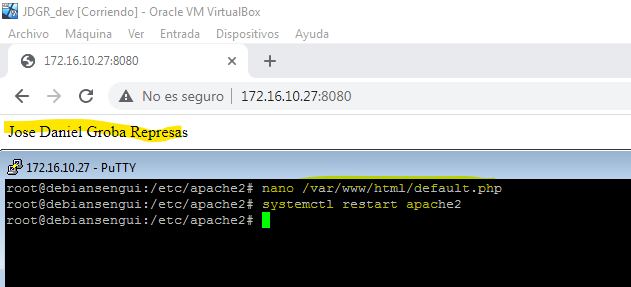 JDGR_dev [Corriendo] - Oracle VM VirtualBox
Archivo Máquina Ver Entrada Dispositivos Ayuda
172.16.10.27:8080
No es seguro 172.16.10.27:8080
Jose Daniel Groba Represas
172.16.10.27 - PuTTY
root@debiansengui:/etc/apache2# nano /var/www/html/default.php
root@debiansengui:/etc/apache2# systemctl restart apache2
root@debiansengui:/etc/apache2#